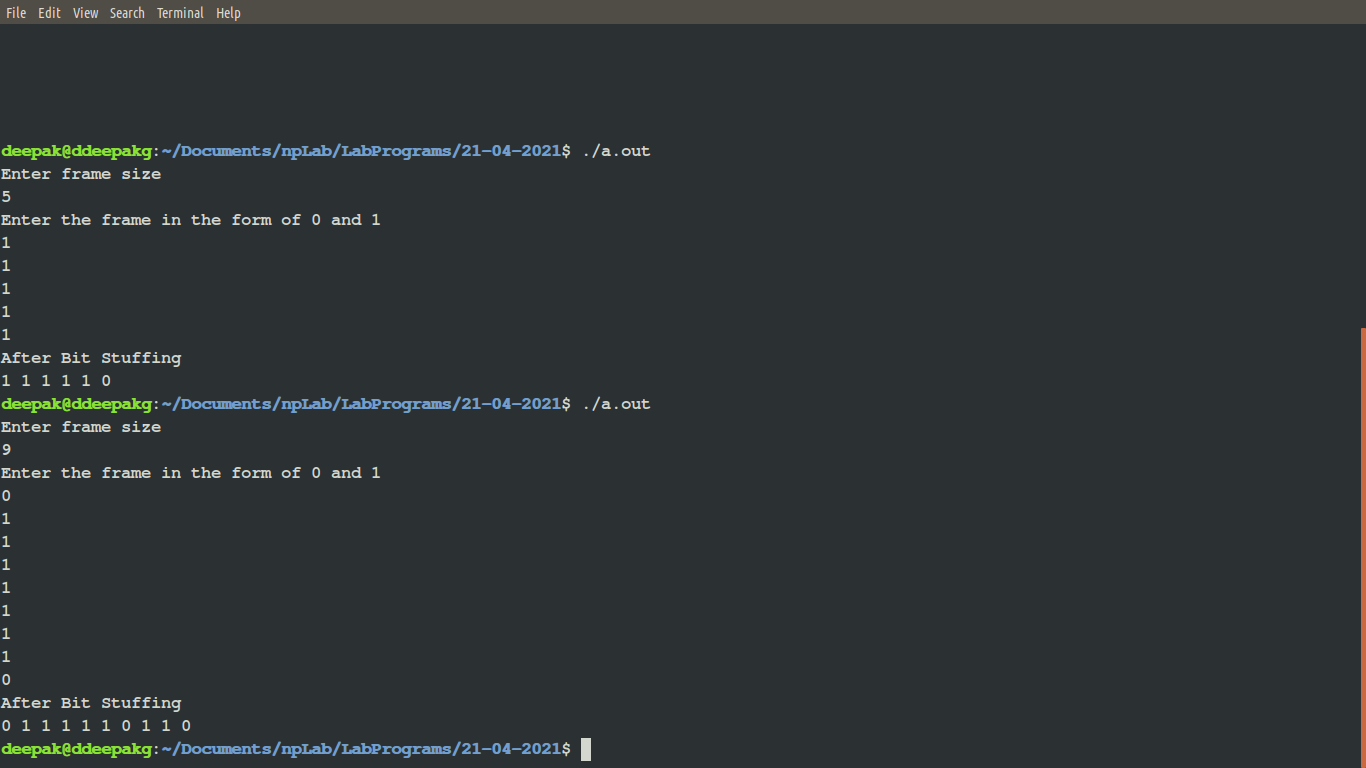 File Edit View Search Terminal Help
deepak@ddeepakg:~/Documents/npLab/LabPrograms/21-04-2021$ ./a.out
Enter frame size
5
Enter the frame in the form of 0 and 1
1
1
1
1
1
After Bit Stuffing
1 1 1 1 1 0
deepak@ddeepakg:~/Documents/npLab/LabPrograms/21-04-2021$ ./a.out
Enter frame size
9
Enter the frame in the form of 0 and 1
0
1
1
1
1
1
1
1
0
After Bit Stuffing
0 1 1 1 1 1 0 1 1 0
deepak@ddeepakg:~/Documents/npLab/LabPrograms/21-04-2021$